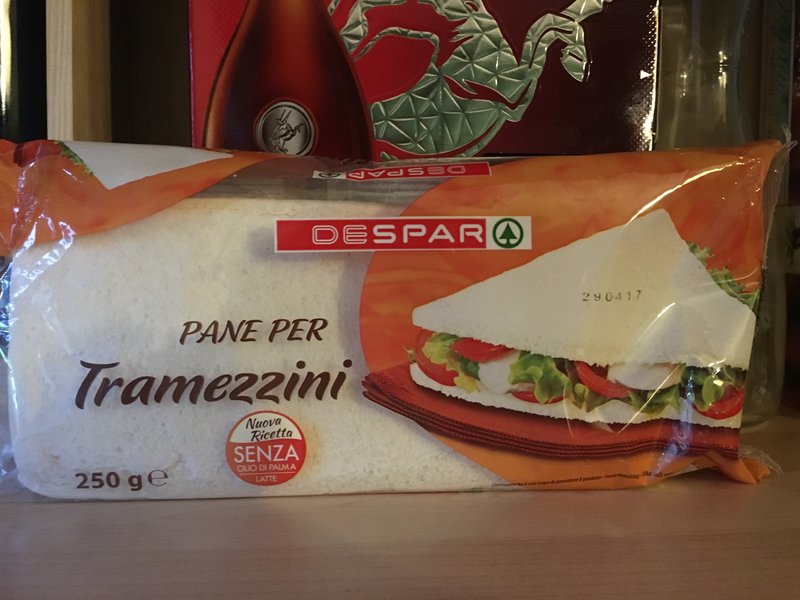 DESPAR
DESPAR
290417
PANE PER
Tramezzini
Nuova
Ricetta
SENZA
OLIO DI PALMA
LATTE
250 g e